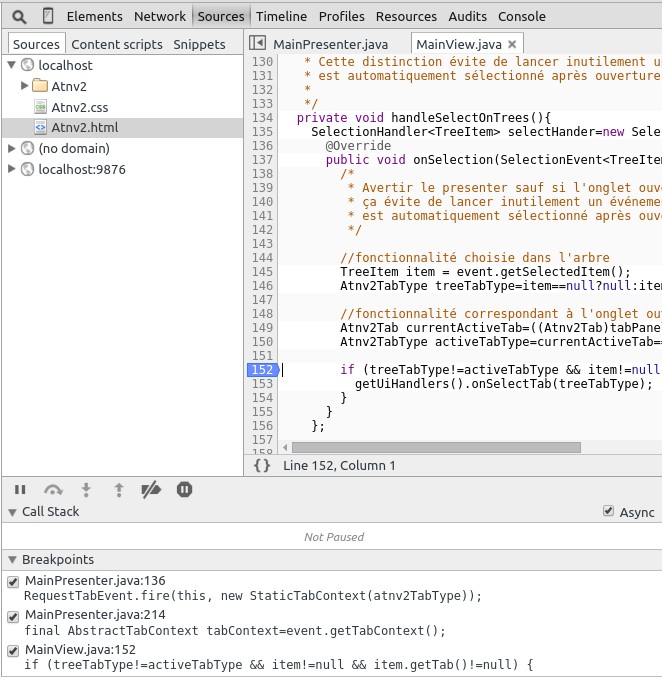 Elements Network Sources Timeline Profiles Resources Audits Console
Sources Content scripts Snippets
MainPresenter.java MainView.java ×
localhost
Atnv2
Atnv2.css
Atnv2.html
(no domain)
localhost:9876
130 * Cette distinction évite de lancer inutilement u
131 * est automatiquement sélectionné après ouverture
132 *
133 */
134 private void handleSelectOnTrees(){
135 SelectionHandler<TreeItem> selectHander=new Sele
136 @Override
137 public void onSelection(SelectionEvent<TreeItem
138 /*
139 * Avertir le presenter sauf si l'onglet ouv
140 * ça évite de lancer inutilement un événeme
141 * est automatiquement sélectionné après ouv
142 */
143
144 //fonctionnalité choisie dans l'arbre
145 TreeItem item = event.getSelectedItem();
146 Atnv2TabType treeTabType=item==null?null:item
147
148 //fonctionnalité correspondant à l'onglet ouv
149 Atnv2Tab currentActiveTab=((Atnv2Tab)tabPane
150 Atnv2TabType activeTabType=currentActiveTab==
151
152 if (treeTabType!=activeTabType && item!=null
153 getUiHandlers().onSelectTab(treeTabType);
154 }
155 }
156 };
157
158
{} Line 152, Column 1
Call Stack Async
Not Paused
Breakpoints
MainPresenter.java:136
RequestTabEvent.fire(this, new StaticTabContext(atnv2TabType));
MainPresenter.java:214
final AbstractTabContext tabContext=event.getTabContext();
MainView.java:152
if (treeTabType!=activeTabType && item!=null && item.getTab()!=null) {